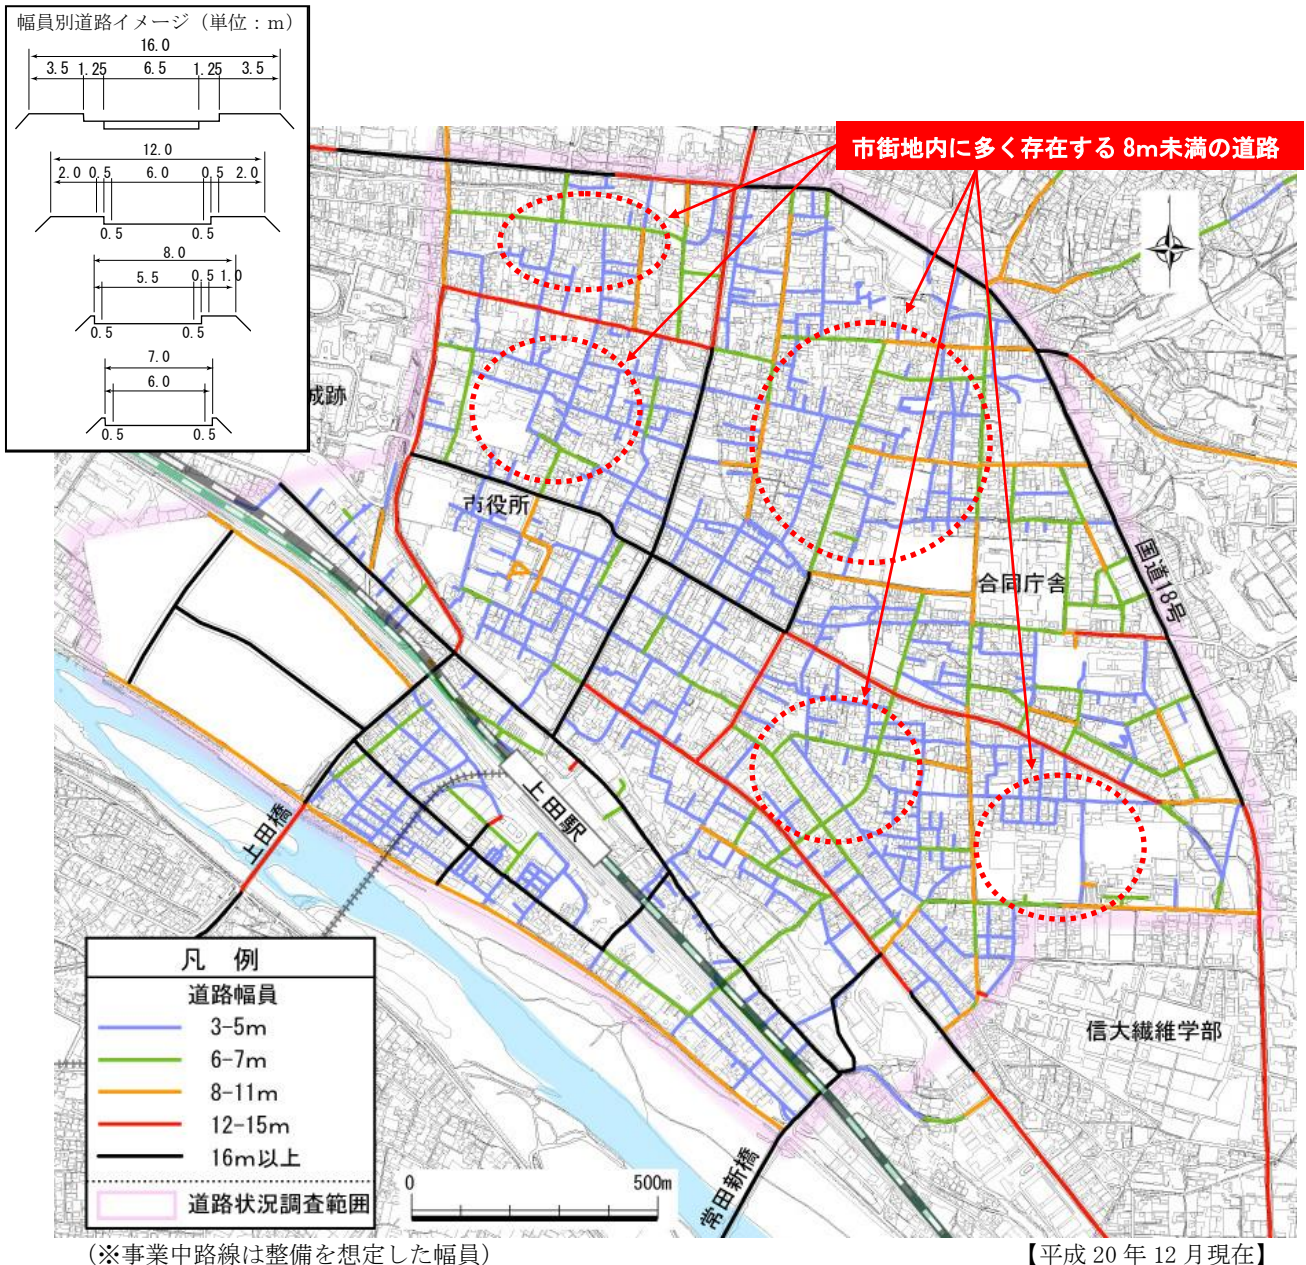 幅員別道路イメージ（単位：m）
16.0
3.5 1.25 6.5 1.25 3.5
12.0
2.0 0.5 6.0 0.5 2.0
0.5 0.5
8.0
5.5 0.5 1.0
0.5 0.5
7.0
6.0
0.5 0.5
市街地内に多く存在する8m未満の道路
城跡
市役所
国道18号
合同庁舎
上田駅
上田橋
信大繊維学部
常田新橋
凡 例
道路幅員
3-5m
6-7m
8-11m
12-15m
16m以上
道路状況調査範囲
0 500m
（※事業中路線は整備を想定した幅員）
【平成 20 年 12 月現在】